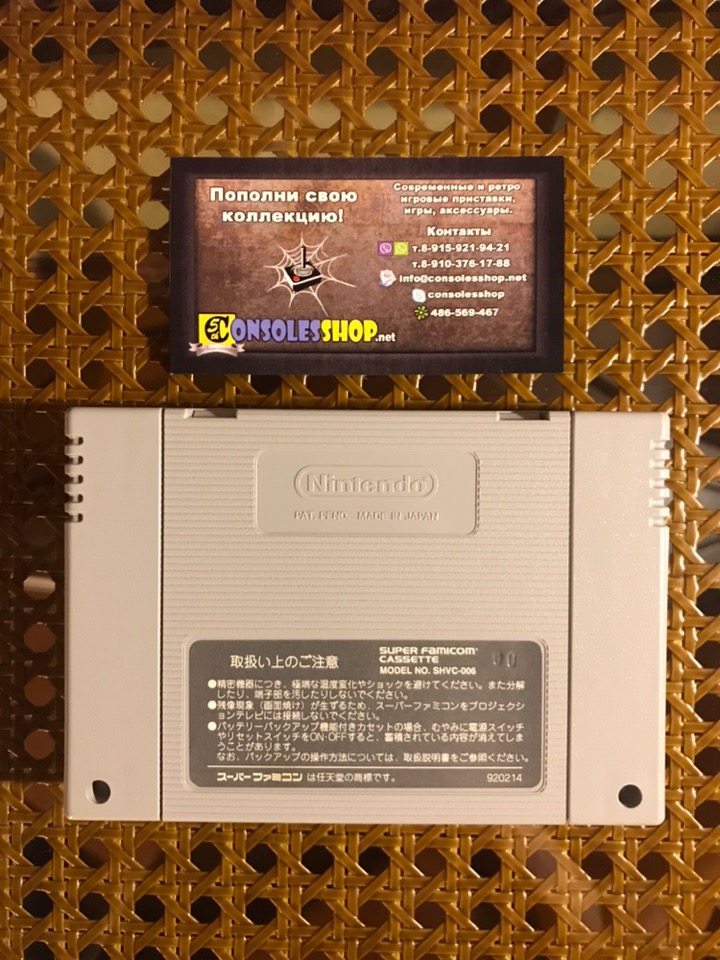 Пополни свою
коллекцию!
Современные и ретро
игровые приставки,
игры, аксессуары.
Контакты
т.8-915-921-94-21
т.8-910-376-17-88
info@consolesshop.net
consolesshop
486-569-467
CONSOLESSHOP.net
Nintendo
PAT. PEND. MADE IN JAPAN
取扱い上のご注意
SUPER FAMICOM
CASSETTE
MODEL NO. SHVC-006
●精密機器につき、極端な温度変化やショックを避けてください。また分解
したり、端子部を汚したりしないでください。
●残像現象（画面焼け）が生ずるため、スーパーファミコンをプロジェクシ
ョンテレビには接続しないでください。
●バッテリーバックアップ機能付きカセットの場合、むやみに電源スイッチ
やリセットスイッチをON・OFFすると、蓄積されている内容が消えてしま
うことがあります。
なお、バックアップの操作方法については、取扱説明書をご参照ください。
スーパーファミコン は任天堂の商標です。
920214